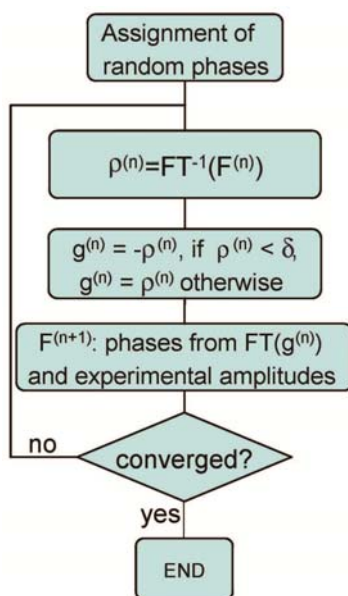 Assignment of
random phases
ρ⁽ⁿ⁾=FT⁻¹(F⁽ⁿ⁾)
g⁽ⁿ⁾ = -ρ⁽ⁿ⁾, if ρ⁽ⁿ⁾ < δ,
g⁽ⁿ⁾ = ρ⁽ⁿ⁾ otherwise
F⁽ⁿ⁺¹⁾: phases from FT(g⁽ⁿ⁾)
and experimental amplitudes
no
converged?
yes
END